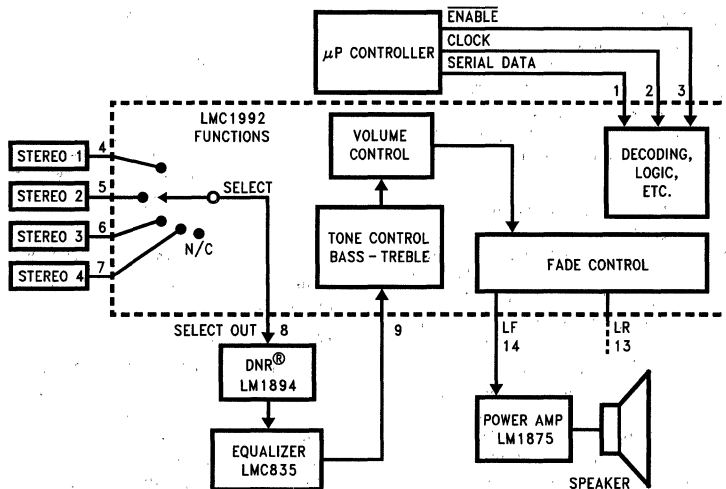 ENABLE
CLOCK
µP CONTROLLER
SERIAL DATA
1 2 3
LMC1992
FUNCTIONS
VOLUME
CONTROL
DECODING,
LOGIC,
ETC.
STEREO 1 4
STEREO 2 5
STEREO 3 6
STEREO 4 7
SELECT
N/C
TONE CONTROL
BASS-TREBLE
FADE CONTROL
SELECT OUT 8
9
LF
14
LR
13
DNR®
LM1894
EQUALIZER
LMC835
POWER AMP
LM1875
SPEAKER